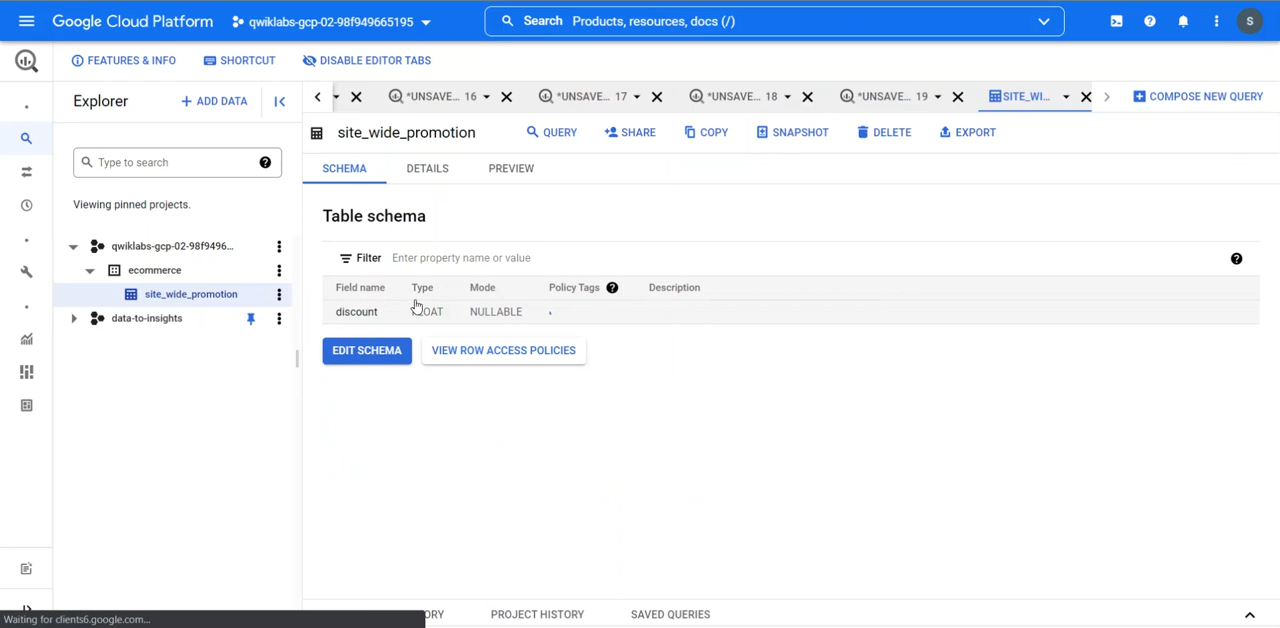 Google Cloud Platform
qwiklabs-gcp-02-98f949665195
Search Products, resources, docs (/)
S
FEATURES & INFO
SHORTCUT
DISABLE EDITOR TABS
Explorer
+ ADD DATA
*UNSAVE... 16
*UNSAVE... 17
*UNSAVE... 18
*UNSAVE... 19
SITE_WI...
COMPOSE NEW QUERY
site_wide_promotion
QUERY
SHARE
COPY
SNAPSHOT
DELETE
EXPORT
Type to search
SCHEMA
DETAILS
PREVIEW
Viewing pinned projects.
Table schema
qwiklabs-gcp-02-98f9496...
ecommerce
site_wide_promotion
data-to-insights
Filter Enter property name or value
Field name Type Mode Policy Tags Description
discount FLOAT NULLABLE
EDIT SCHEMA
VIEW ROW ACCESS POLICIES
PROJECT HISTORY
SAVED QUERIES
Waiting for clients6.google.com...